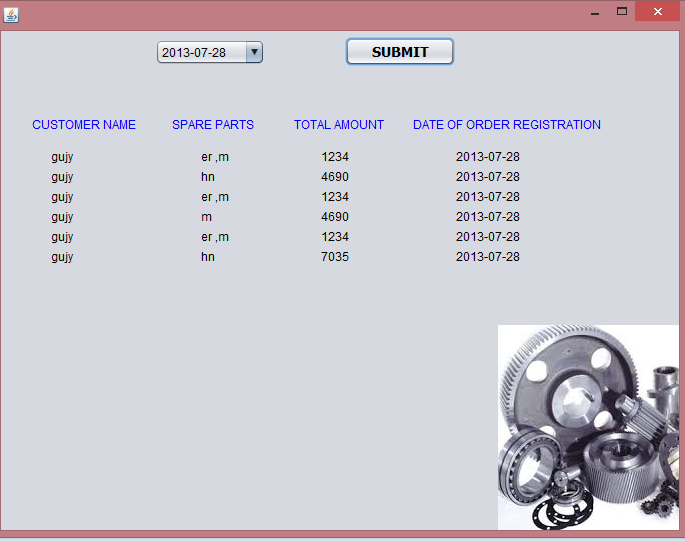 2013-07-28 SUBMIT
CUSTOMER NAME SPARE PARTS TOTAL AMOUNT DATE OF ORDER REGISTRATION
gujy er ,m 1234 2013-07-28
gujy hn 4690 2013-07-28
gujy er ,m 1234 2013-07-28
gujy m 4690 2013-07-28
gujy er ,m 1234 2013-07-28
gujy hn 7035 2013-07-28